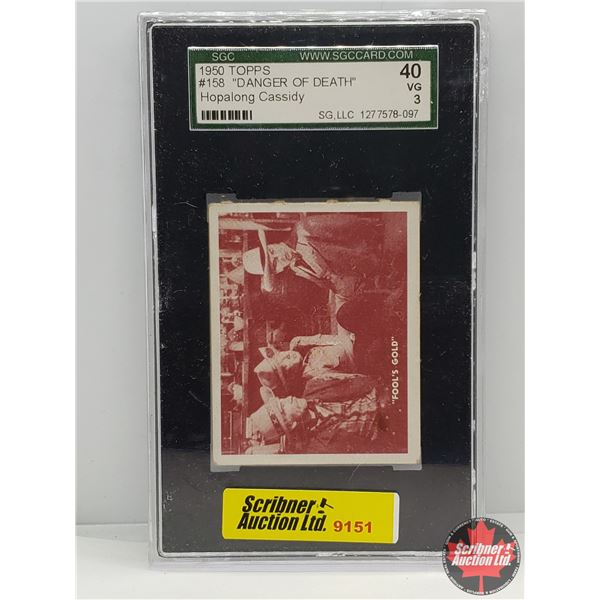 SGC WWW.SGCCARD.COM
1950 TOPPS 40
#158 "DANGER OF DEATH" VG
Hopalong Cassidy 3
SG,LLC 1277578-097
"FOOL'S GOLD"
Scribner
Auction Ltd. 9151
Scribner
Auction Ltd.